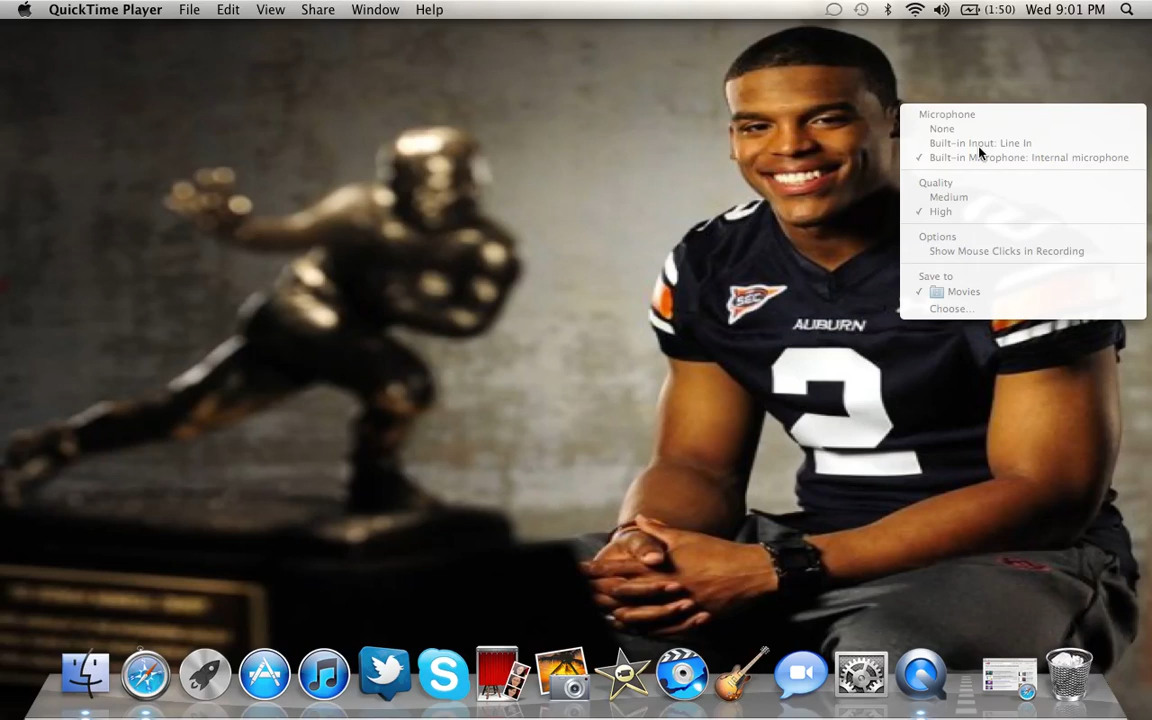 QuickTime Player File Edit View Share Window Help (1:50) Wed 9:01 PM
Microphone
None
Built-in Input: Line In
✓ Built-in Microphone: Internal microphone
Quality
Medium
✓ High
Options
Show Mouse Clicks in Recording
Save to
✓ Movies
Choose...
SEC
AUBURN
2